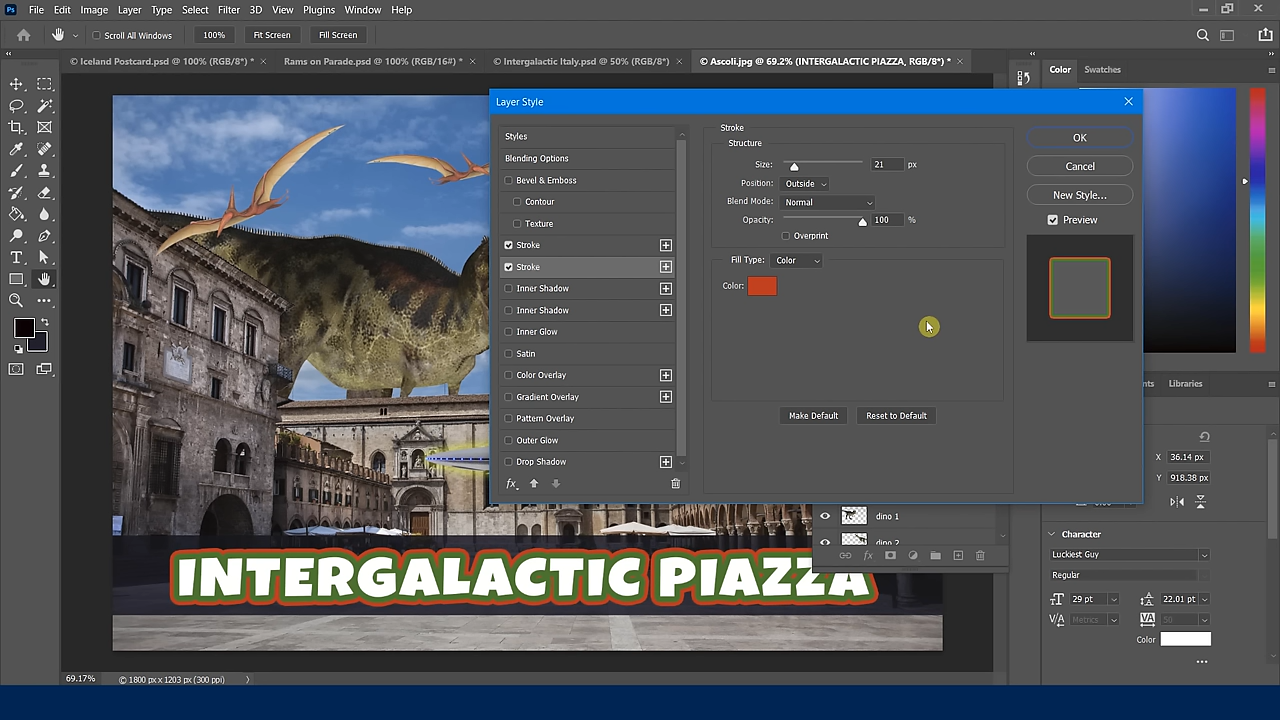 Ps File Edit Image Layer Type Select Filter 3D View Plugins Window Help
Scroll All Windows 100% Fit Screen Fill Screen
© Iceland Postcard.psd @ 100% (RGB/8*) * × Rams on Parade.psd @ 100% (RGB/16#) * × © Intergalactic Italy.psd @ 50% (RGB/8*) × © Ascoli.jpg @ 69.2% (INTERGALACTIC PIAZZA, RGB/8*) * ×
Color Swatches
Layer Style
Styles
Blending Options
Bevel & Emboss
Contour
Texture
Stroke
Stroke
Inner Shadow
Inner Shadow
Inner Glow
Satin
Color Overlay
Gradient Overlay
Pattern Overlay
Outer Glow
Drop Shadow
fx
Stroke
Structure
Size: 21 px
Position: Outside
Blend Mode: Normal
Opacity: 100 %
Overprint
Fill Type: Color
Color:
Make Default Reset to Default
OK
Cancel
New Style...
Preview
Libraries
X 36.14 px
Y 918.38 px
dino 1
dino 2
fx
Character
Luckiest Guy
Regular
29 pt 22.01 pt
Metrics 50
Color
INTERGALACTIC PIAZZA
69.17% © 1800 px x 1203 px (300 ppi)